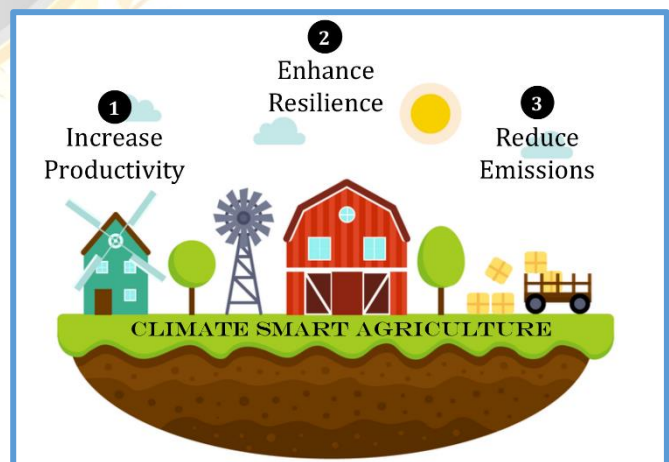 1
Increase
Productivity
2
Enhance
Resilience
3
Reduce
Emissions
CLIMATE SMART AGRICULTURE